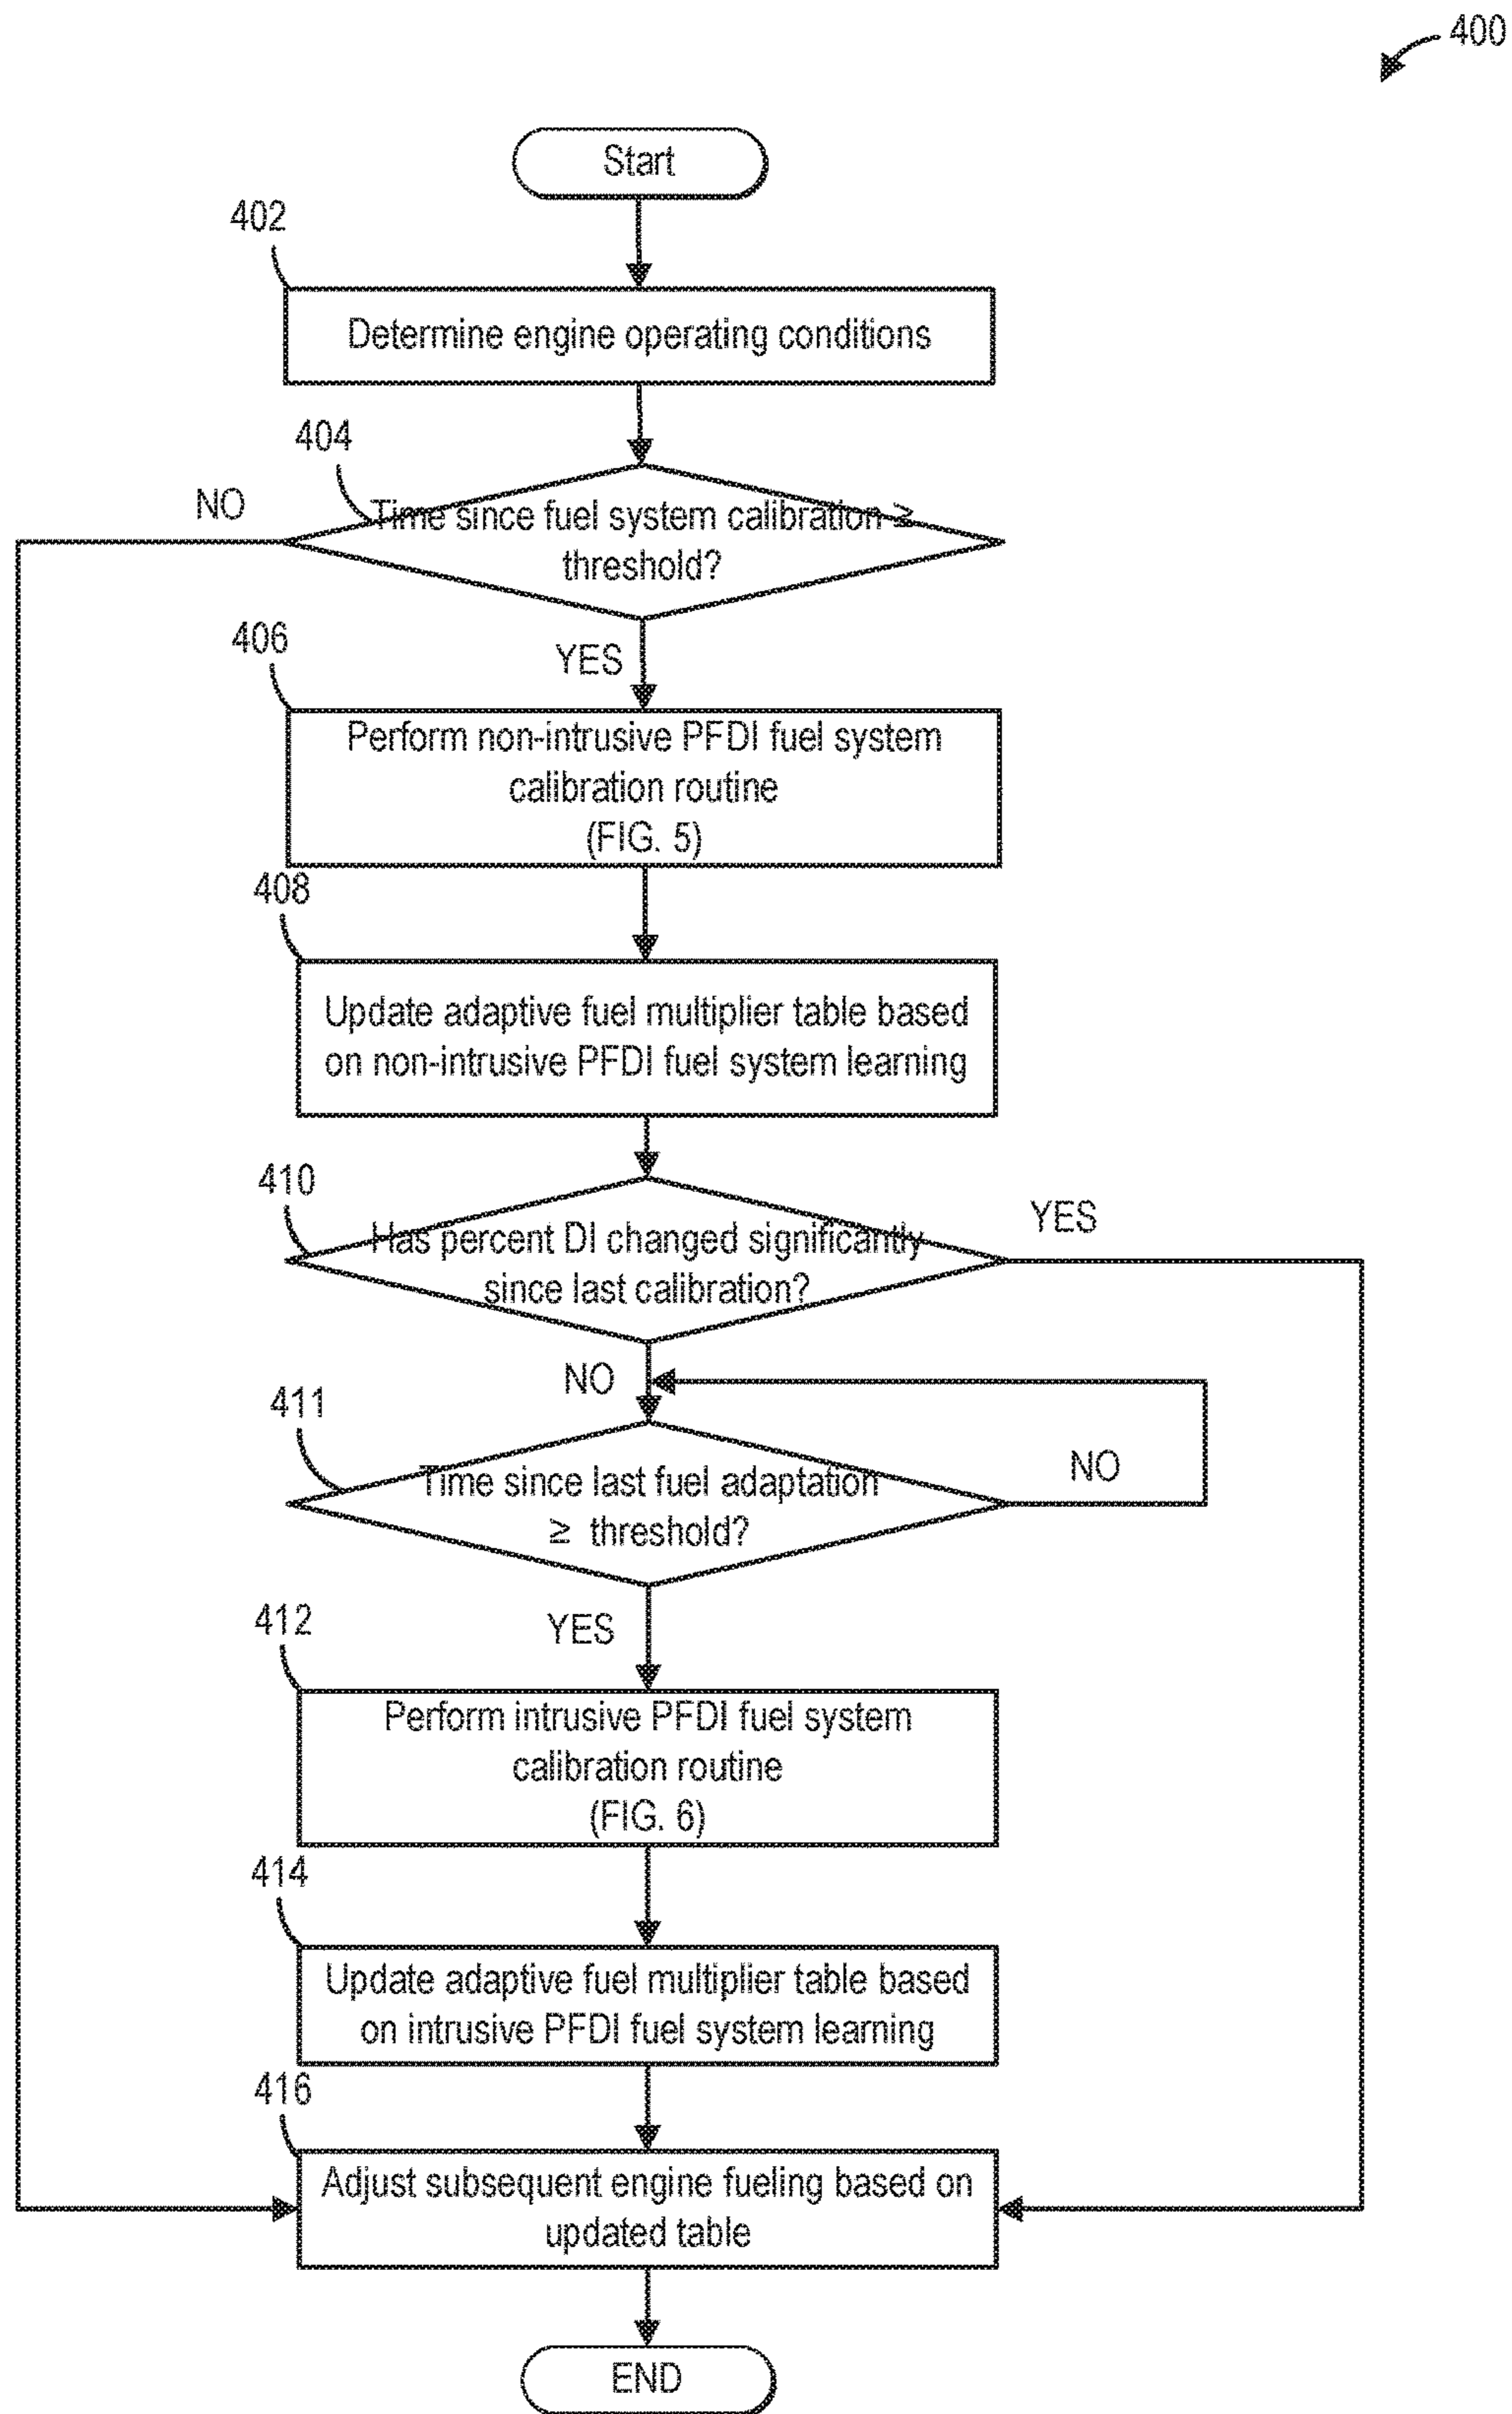 400
Start
402
Determine engine operating conditions
404
NO
Time since fuel system calibration ≥
threshold?
YES
406
Perform non-intrusive PFDI fuel system
calibration routine
(FIG. 5)
408
Update adaptive fuel multiplier table based
on non-intrusive PFDI fuel system learning
410
YES
Has percent DI changed significantly
since last calibration?
NO
411
NO
Time since last fuel adaptation
≥ threshold?
YES
412
Perform intrusive PFDI fuel system
calibration routine
(FIG. 6)
414
Update adaptive fuel multiplier table based
on intrusive PFDI fuel system learning
416
Adjust subsequent engine fueling based on
updated table
END